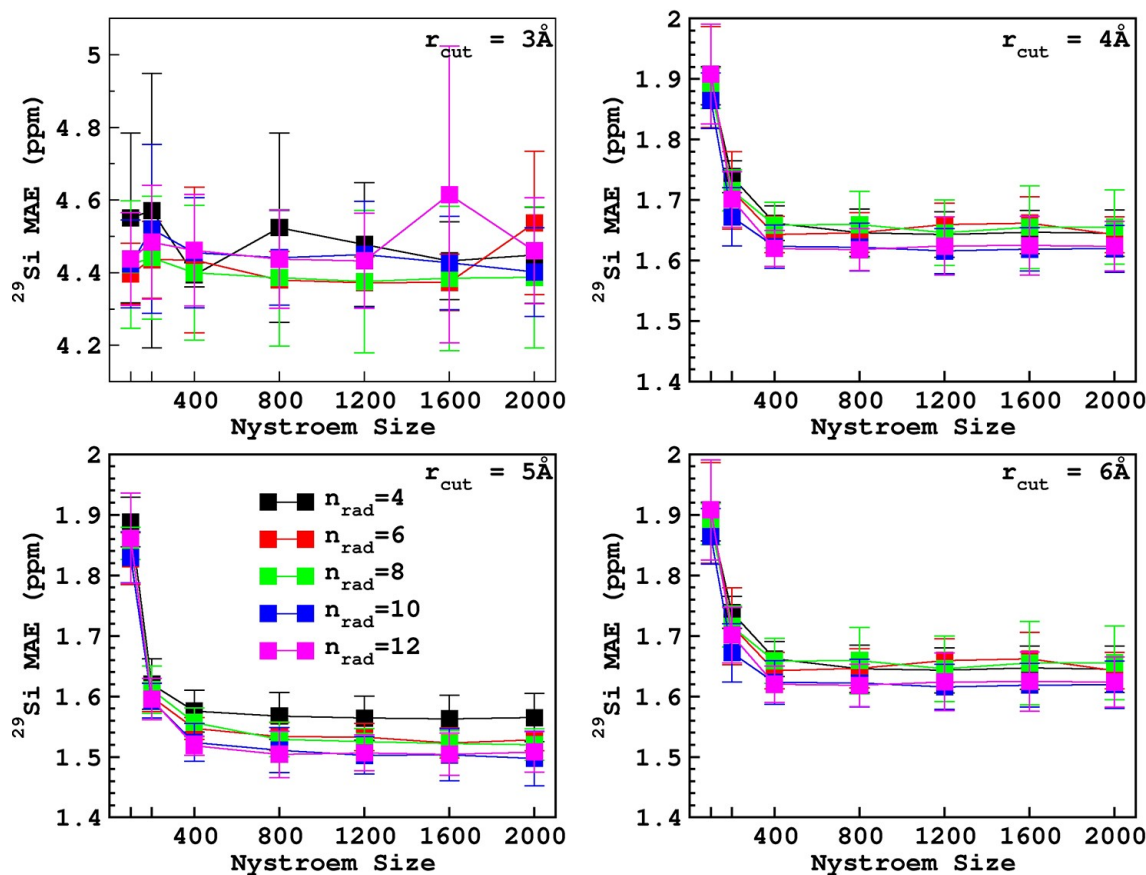 r_cut = 3Å
5
4.8
4.6
4.4
4.2
29Si MAE (ppm)
400 800 1200 1600 2000
Nystroem Size
r_cut = 4Å
2
1.9
1.8
1.7
1.6
1.5
1.4
29Si MAE (ppm)
400 800 1200 1600 2000
Nystroem Size
r_cut = 5Å
2
1.9
1.8
1.7
1.6
1.5
1.4
29Si MAE (ppm)
n_rad=4
n_rad=6
n_rad=8
n_rad=10
n_rad=12
400 800 1200 1600 2000
Nystroem Size
r_cut = 6Å
2
1.9
1.8
1.7
1.6
1.5
1.4
29Si MAE (ppm)
400 800 1200 1600 2000
Nystroem Size